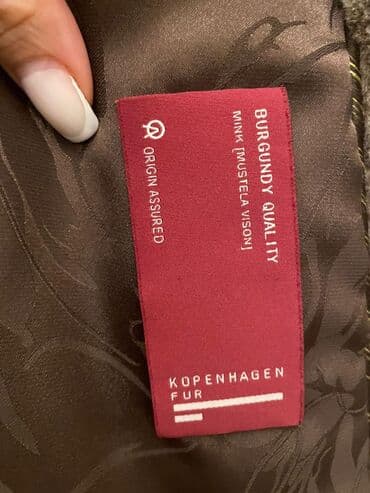 BURGUNDY QUALITY
MINK [MUSTELA VISON]
ORIGIN ASSURED
KOPENHAGEN
FUR